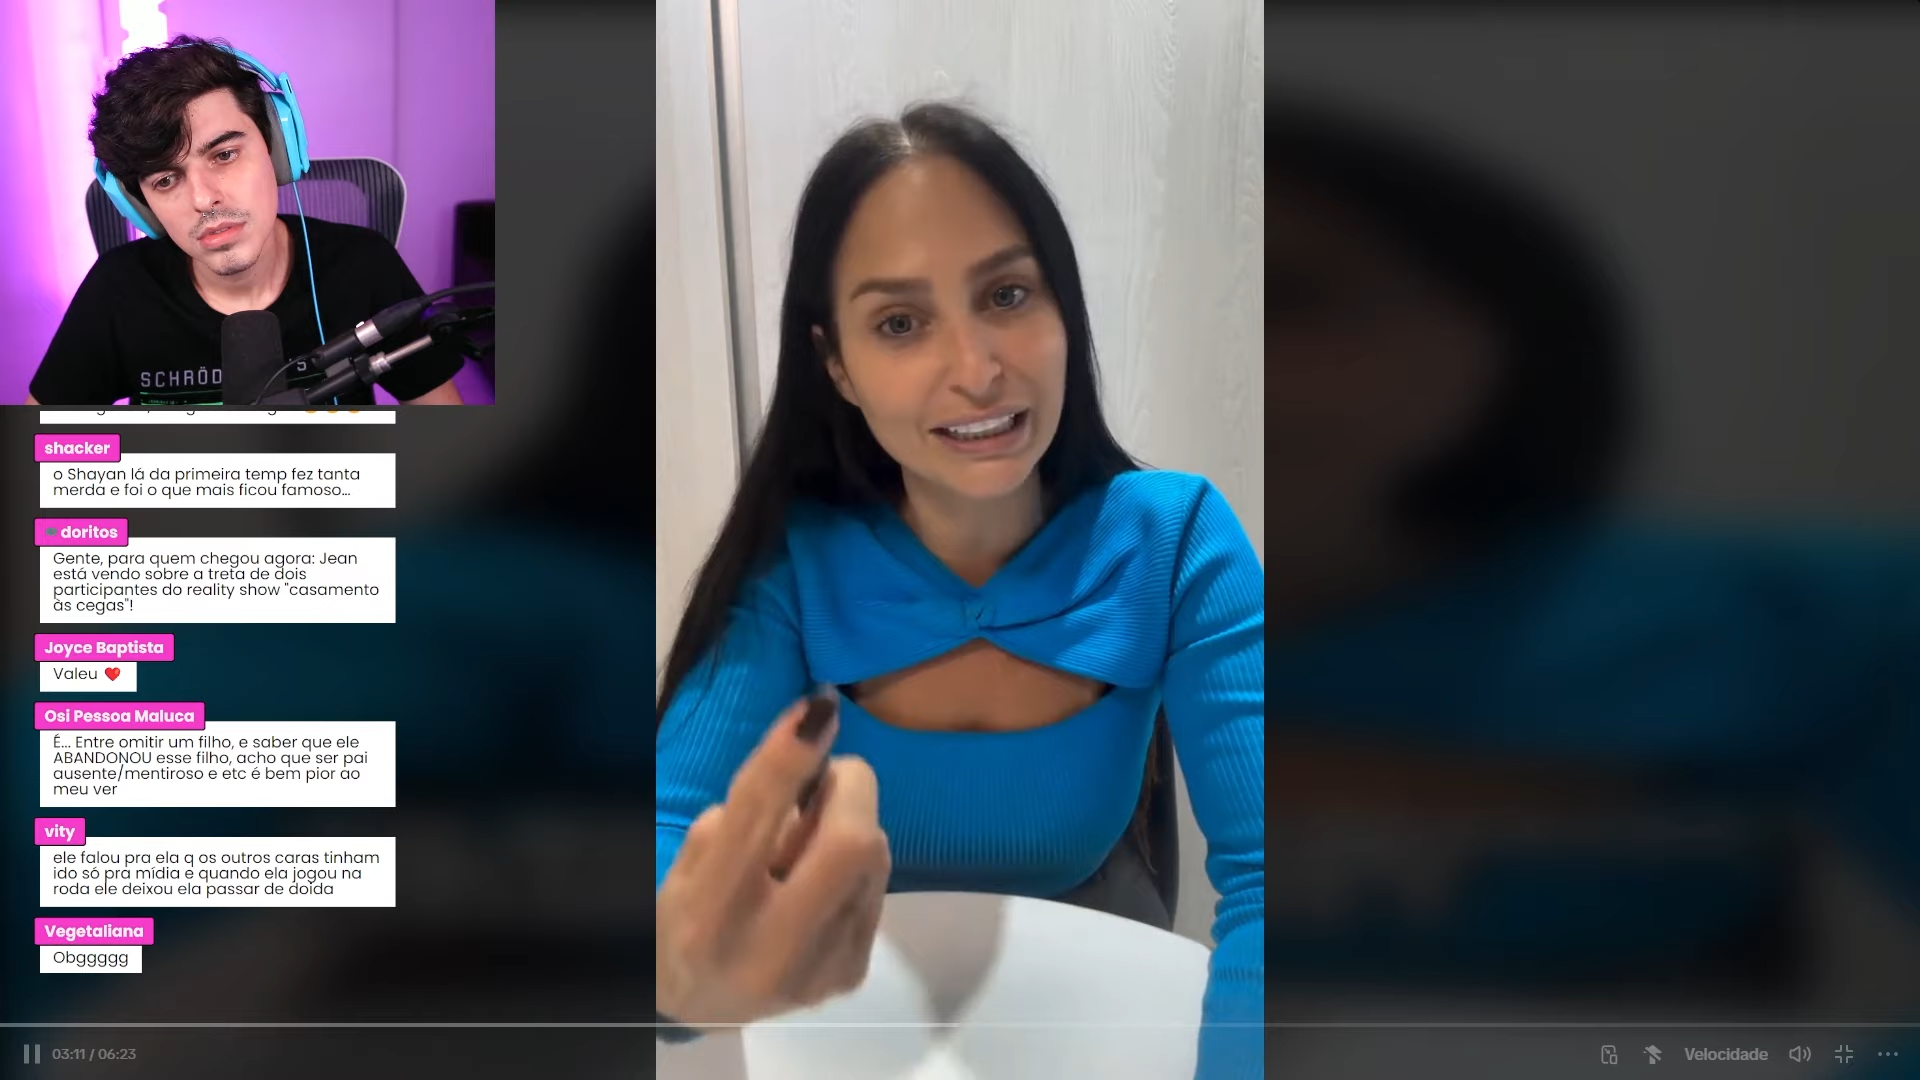 SCHRÖD
S
shacker
o Shayan lá da primeira temp fez tanta
merda e foi o que mais ficou famoso...
doritos
Gente, para quem chegou agora: Jean
está vendo sobre a treta de dois
participantes do reality show "casamento
às cegas"!
Joyce Baptista
Valeu ❤️
Osi Pessoa Maluca
É... Entre omitir um filho, e saber que ele
ABANDONOU esse filho, acho que ser pai
ausente/mentiroso e etc é bem pior ao
meu ver
vity
ele falou pra ela q os outros caras tinham
ido só pra mídia e quando ela jogou na
roda ele deixou ela passar de doida
Vegetaliana
Obggggg
03:11 / 06:23
Velocidade